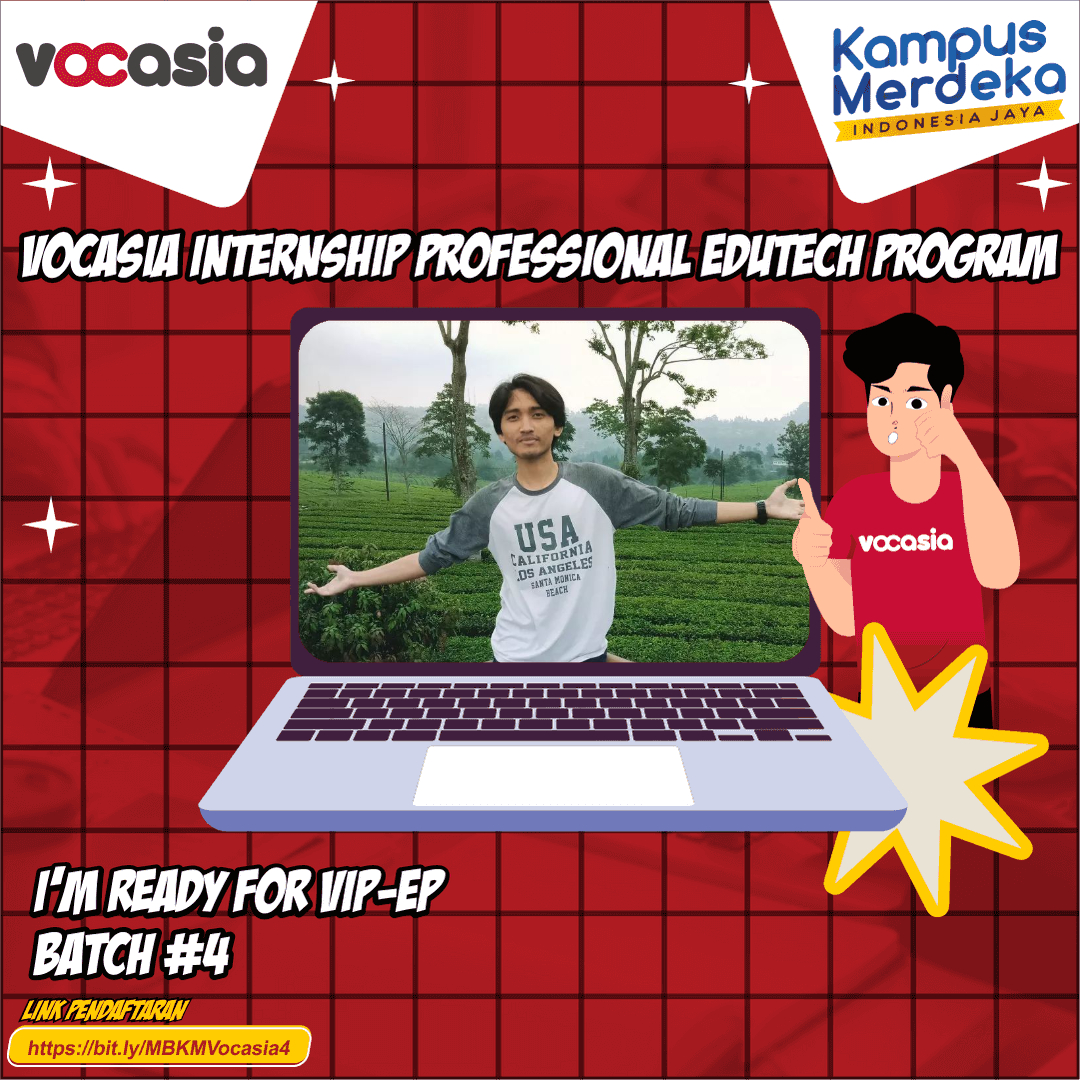 vocasia
Kampus
Merdeka
INDONESIA JAYA
VOCASIA INTERNSHIP PROFESSIONAL EDUTECH PROGRAM
USA
CALIFORNIA
LOS ANGELES
SANTA MONICA
BEACH
vocasia
I'M READY FOR VIP-EP
BATCH #4
LINK PENDAFTARAN
https://bit.ly/MBKMVocasia4